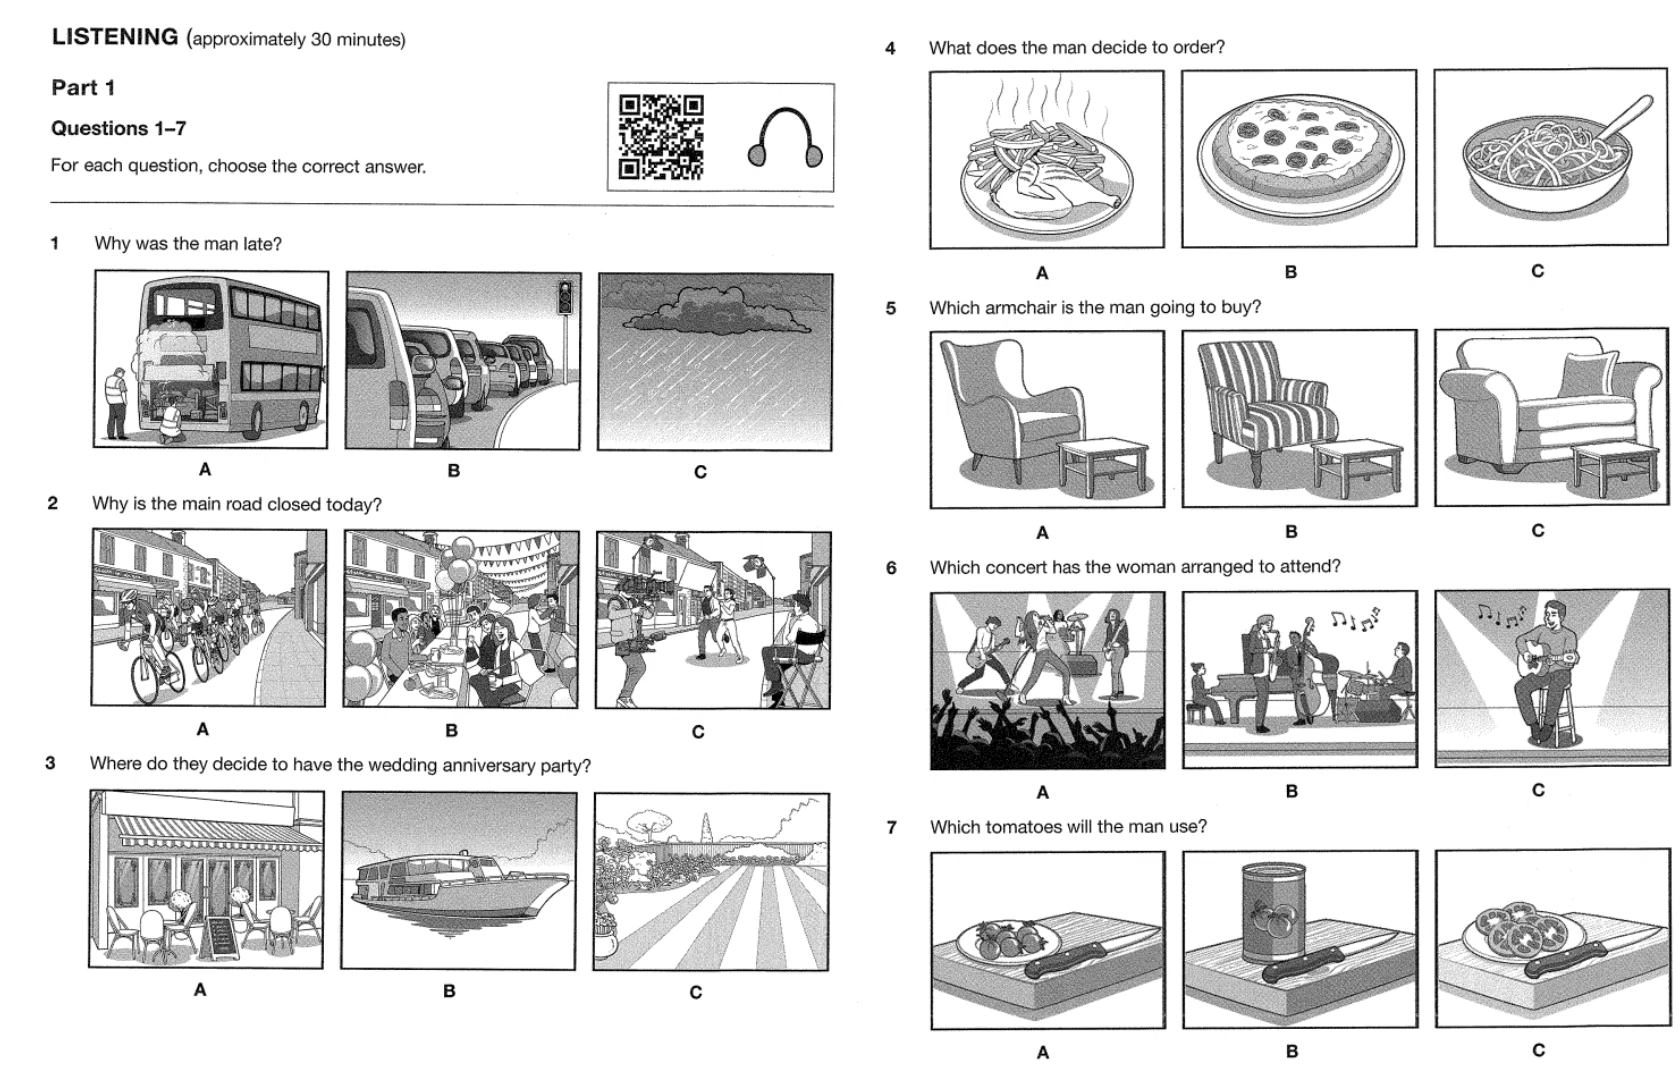 LISTENING (approximately 30 minutes)
Part 1
Questions 1–7
For each question, choose the correct answer.
1 Why was the man late?
A B C
2 Why is the main road closed today?
A B C
3 Where do they decide to have the wedding anniversary party?
A B C
4 What does the man decide to order?
A B C
5 Which armchair is the man going to buy?
A B C
6 Which concert has the woman arranged to attend?
A B C
7 Which tomatoes will the man use?
A B C